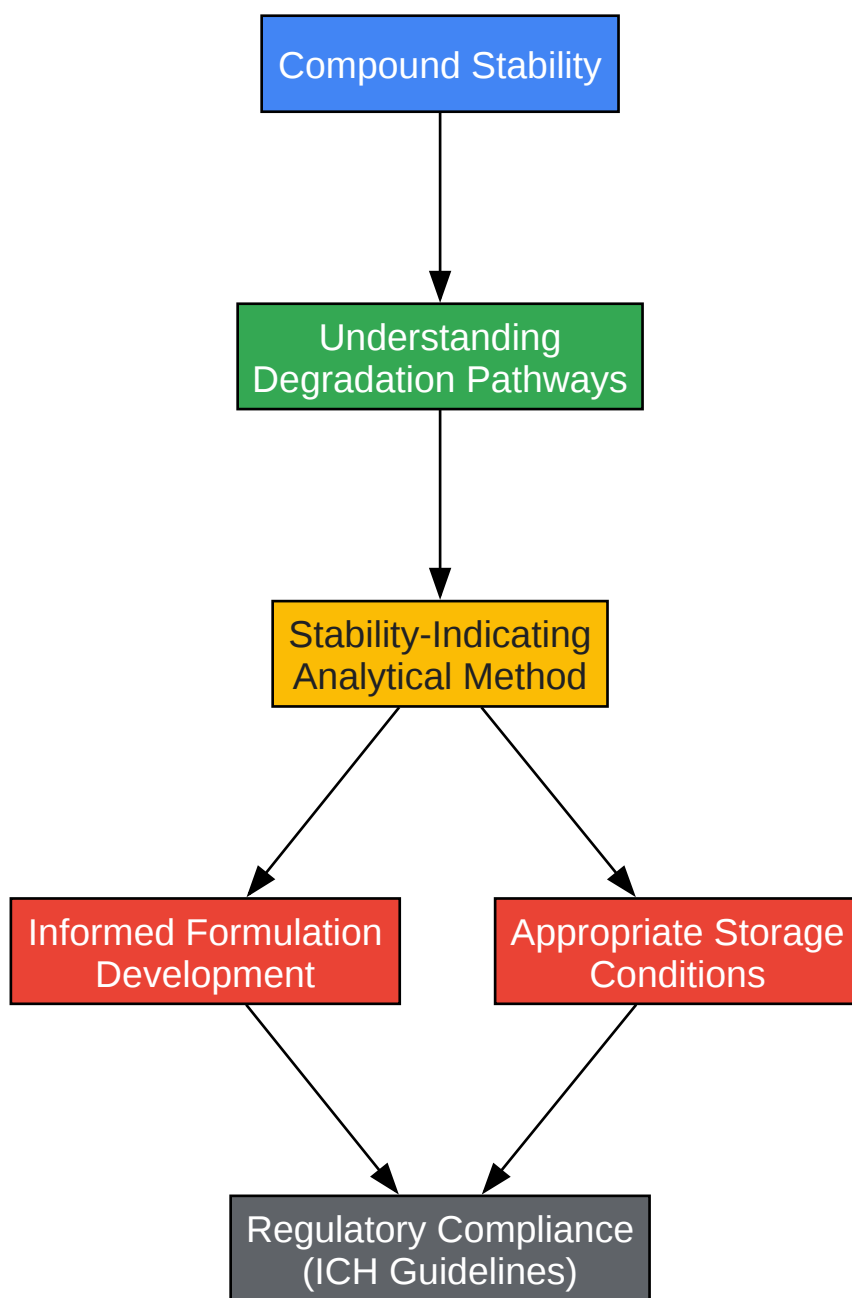 Compound Stability
Understanding
Degradation Pathways
Stability-Indicating
Analytical Method
Informed Formulation
Development
Appropriate Storage
Conditions
Regulatory Compliance
(ICH Guidelines)